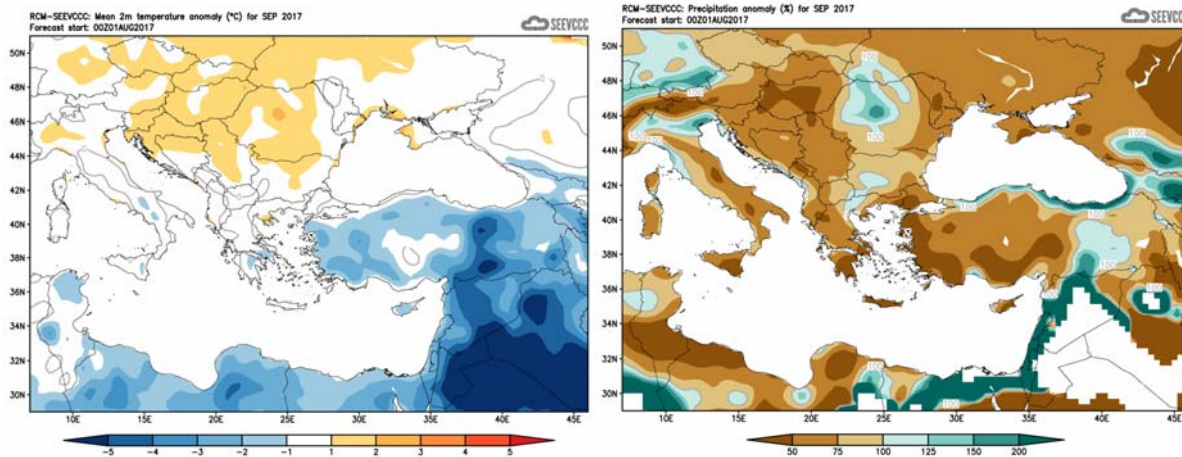 RCM-SEEVCCC: Mean 2m temperature anomaly (°C) for SEP 2017
Forecast start: 00Z01AUG2017
SEEVCCC
50N
48N
46N
44N
42N
40N
38N
36N
34N
32N
30N
10E 15E 20E 25E 30E 35E 40E 45E
-5 -4 -3 -2 -1 1 2 3 4 5
RCM-SEEVCCC: Precipitation anomaly (%) for SEP 2017
Forecast start: 00Z01AUG2017
SEEVCCC
50N
48N
46N
44N
42N
40N
38N
36N
34N
32N
30N
100
100
100
100
100
100
100
100
100
100
10E 15E 20E 25E 30E 35E 40E 45E
50 75 100 125 150 200